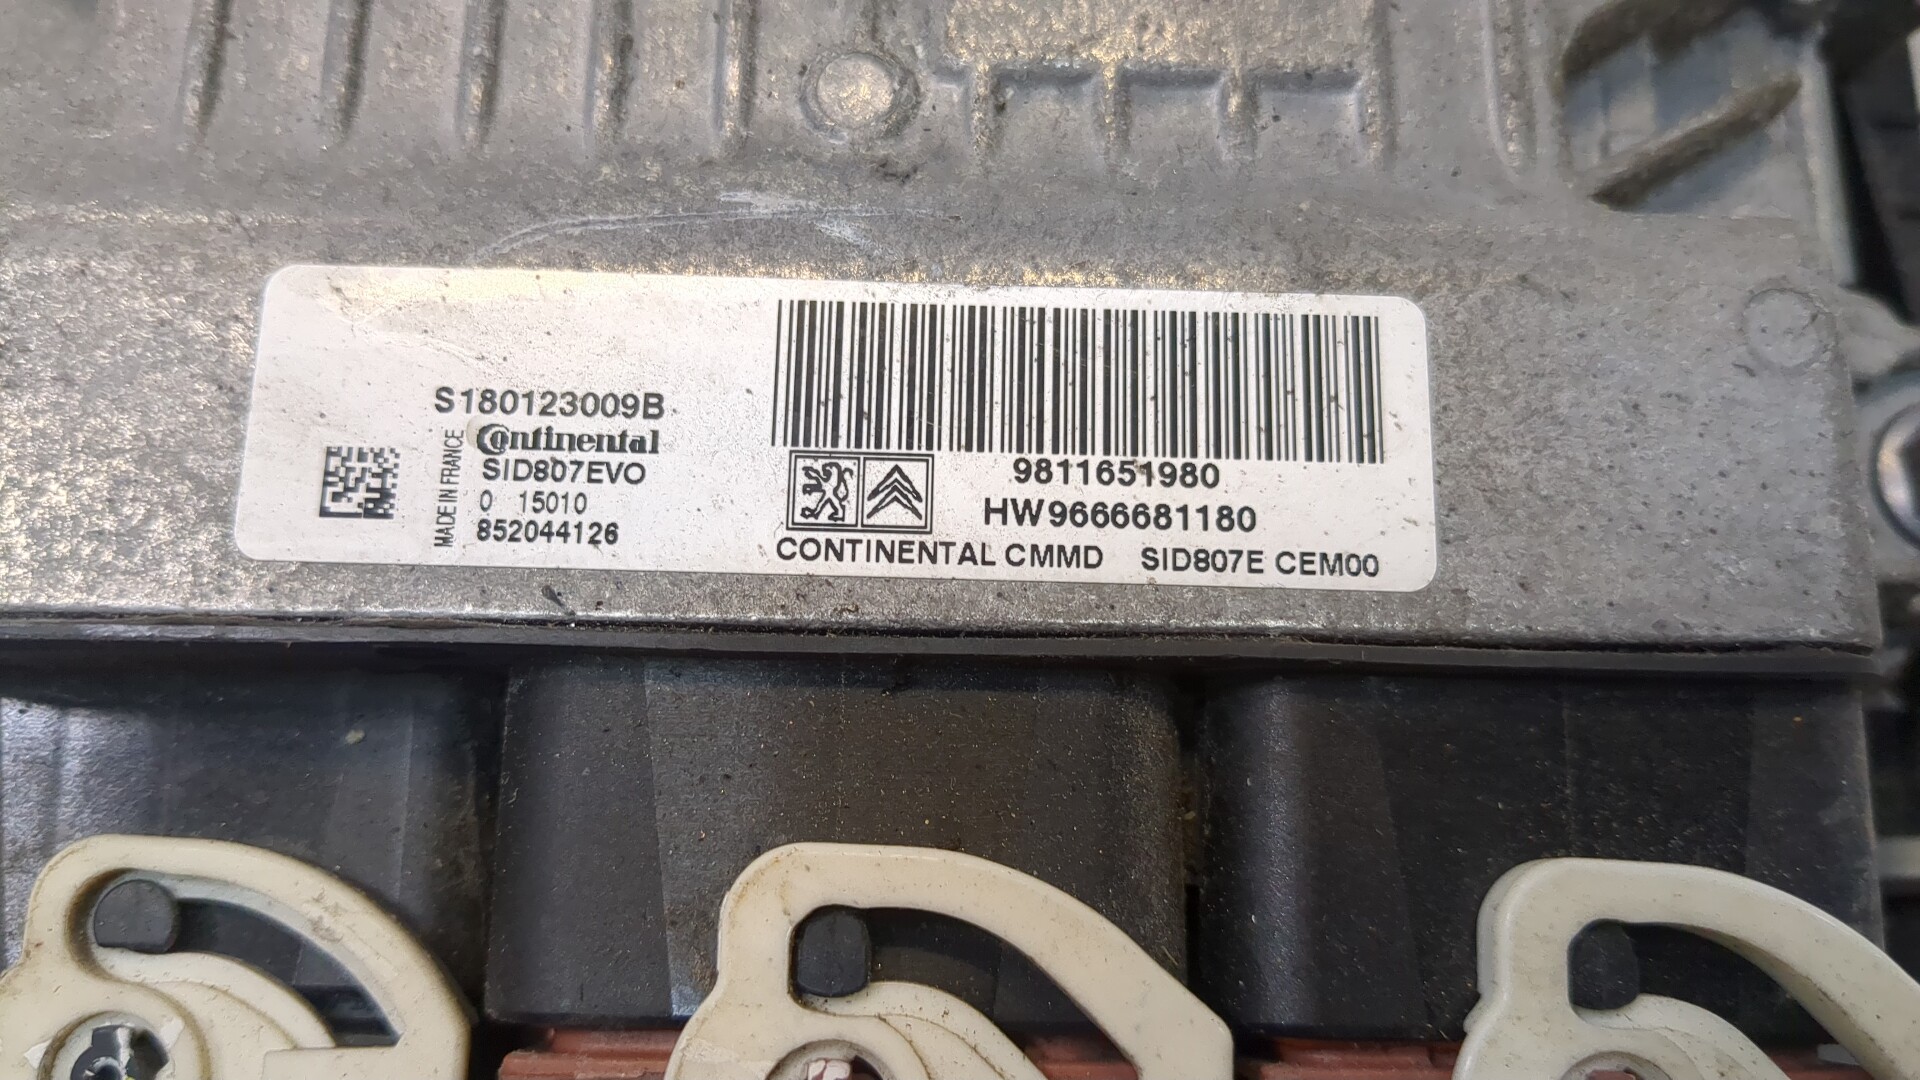 S180123009B
MADE IN FRANCE
Continental
SID807EVO
0 15010
852044126
9811651980
HW9666681180
CONTINENTAL CMMD SID807E CEM00